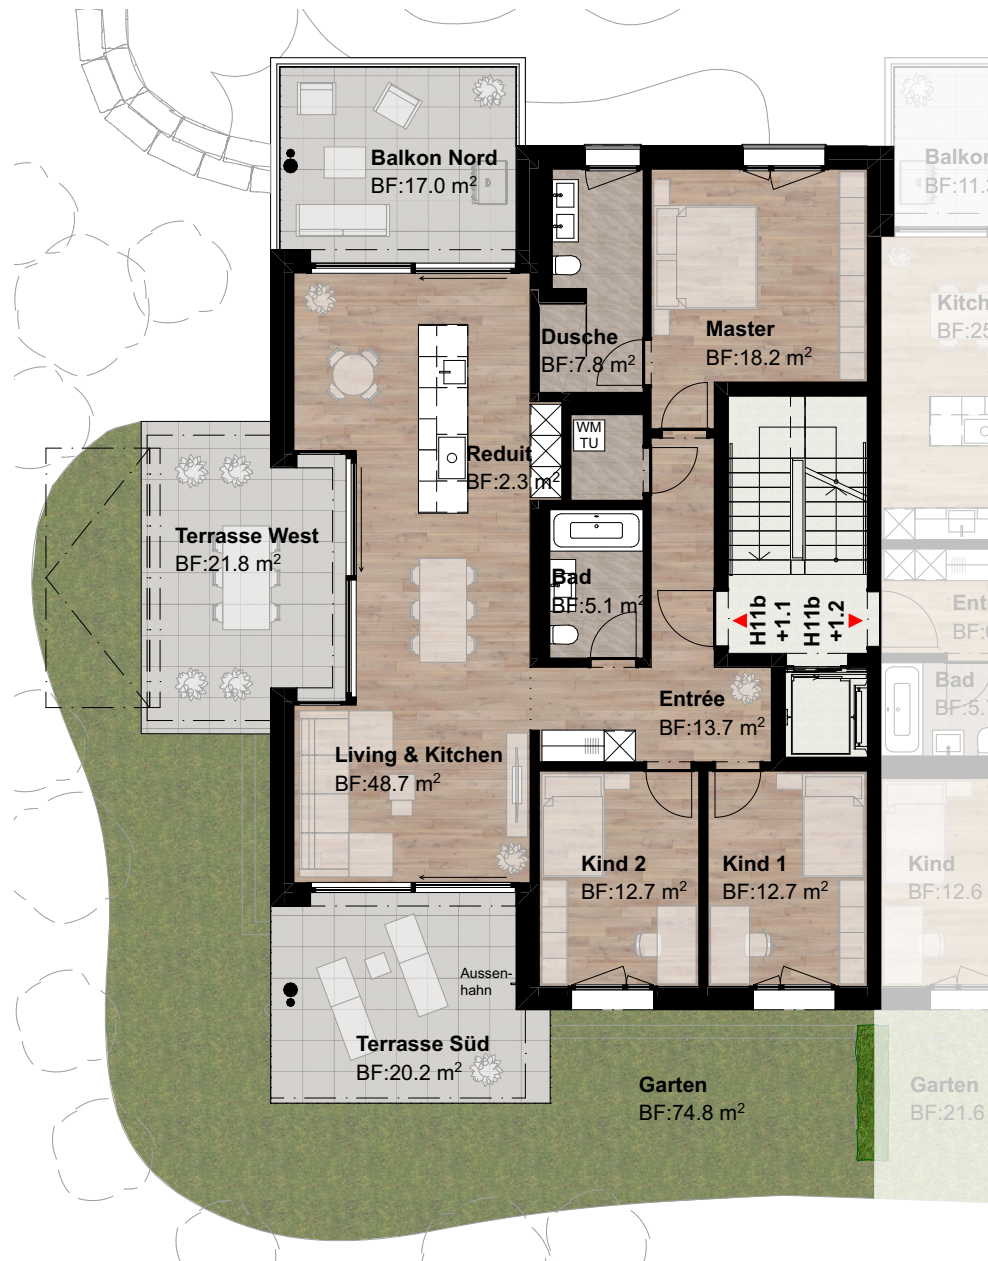 Balkon Nord
BF:17.0 m²
Balkon
BF:11.
Dusche
BF:7.8 m²
Master
BF:18.2 m²
Kitch
BF:25
WM
TU
Reduit
BF:2.3 m²
Terrasse West
BF:21.8 m²
Bad
BF:5.1 m²
H11b
+1.1
H11b
+1.2
Ent
BF:
Entrée
BF:13.7 m²
Bad
BF:5.
Living & Kitchen
BF:48.7 m²
Kind 2
BF:12.7 m²
Kind 1
BF:12.7 m²
Kind
BF:12.6
Aussen-
hahn
Terrasse Süd
BF:20.2 m²
Garten
BF:74.8 m²
Garten
BF:21.6